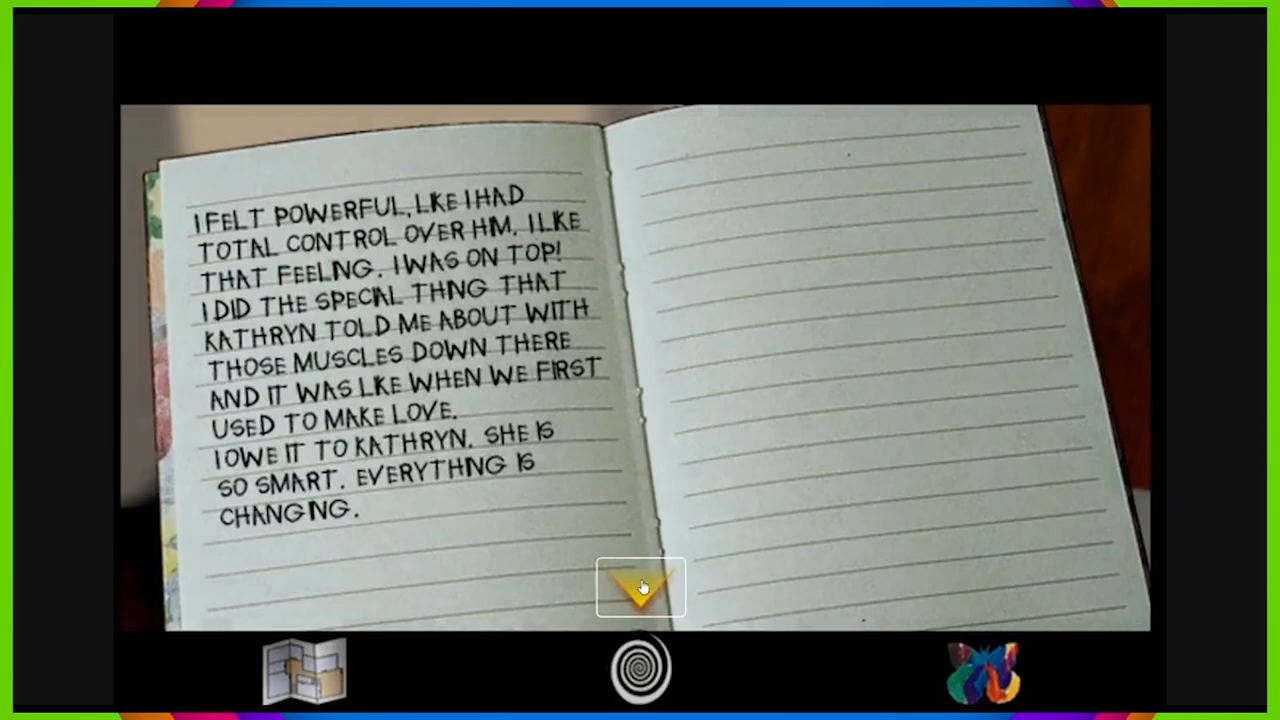 I FELT POWERFUL, LIKE I HAD
TOTAL CONTROL OVER HIM. I LIKE
THAT FEELING. I WAS ON TOP!
I DID THE SPECIAL THING THAT
KATHRYN TOLD ME ABOUT WITH
THOSE MUSCLES DOWN THERE
AND IT WAS LIKE WHEN WE FIRST
USED TO MAKE LOVE.
I OWE IT TO KATHRYN. SHE IS
SO SMART. EVERYTHING IS
CHANGING.